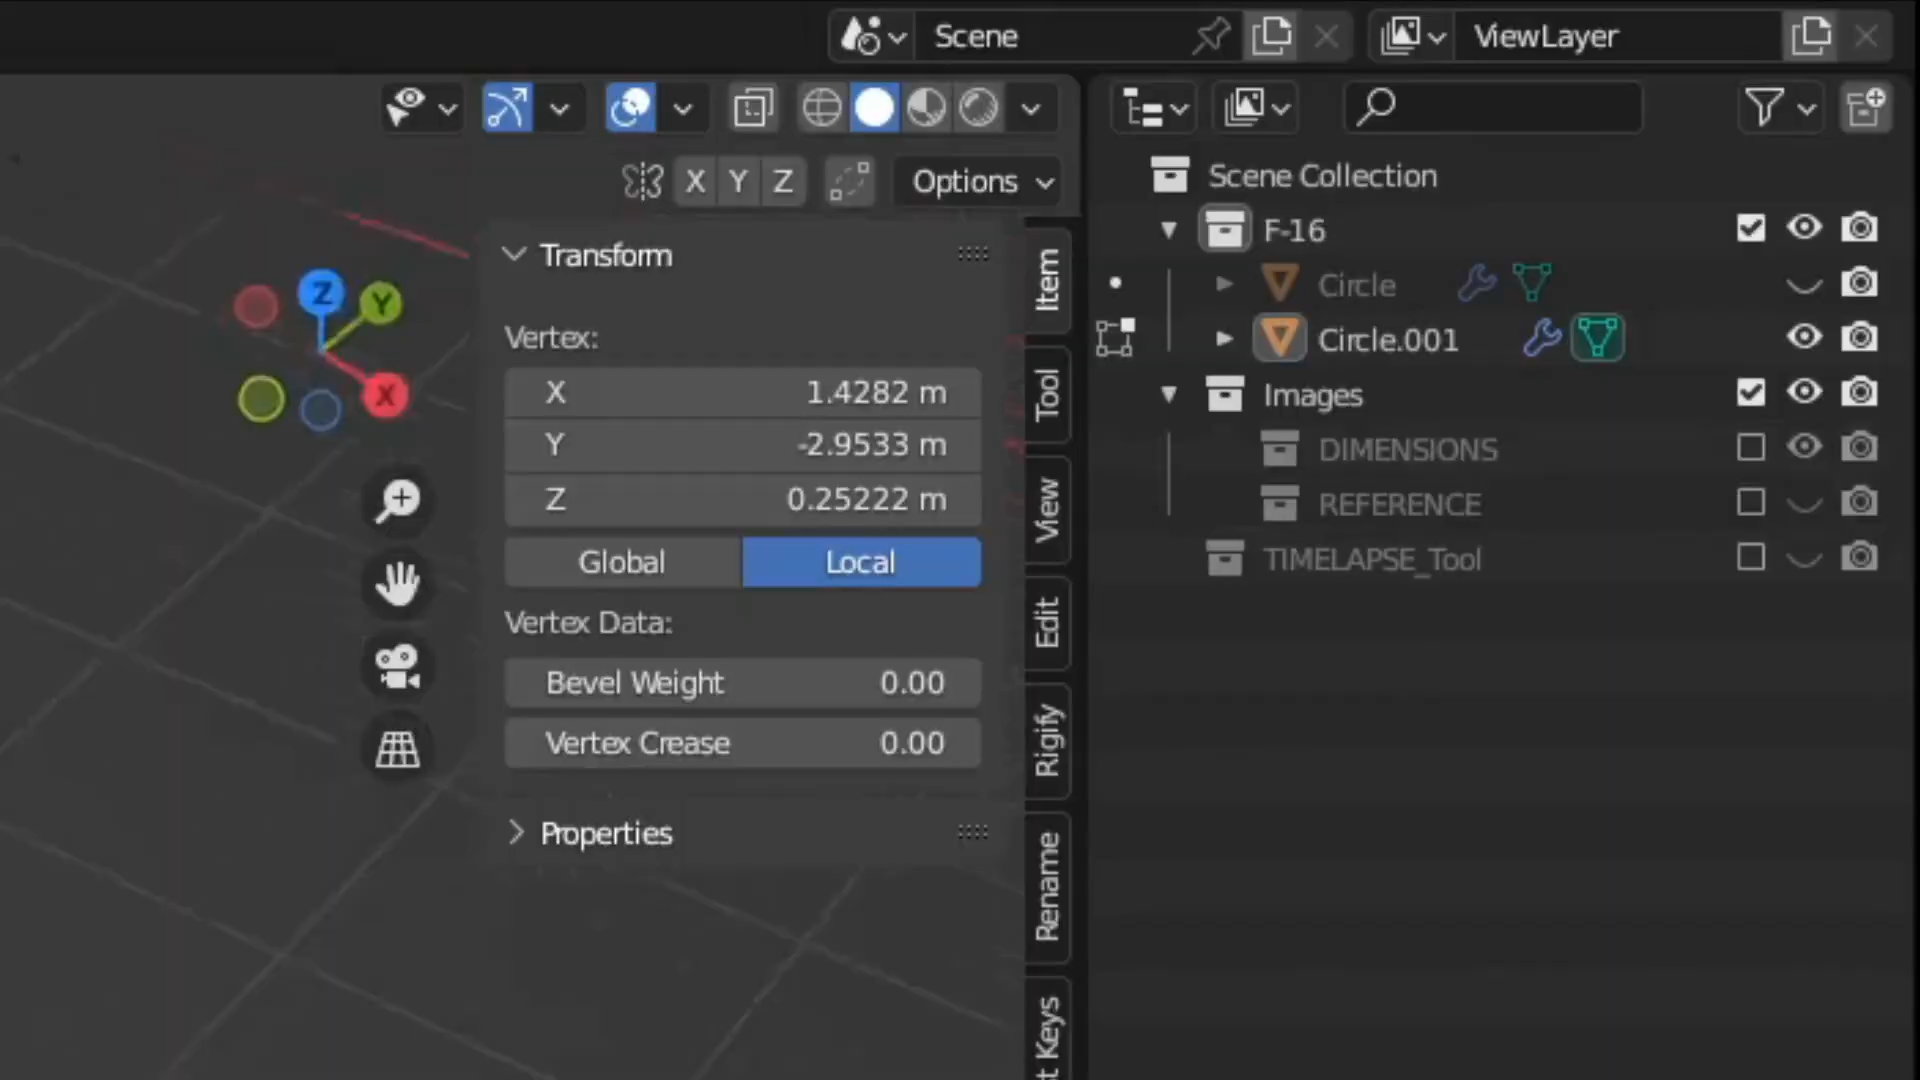 Scene
ViewLayer
X Y Z
Options
Scene Collection
F-16
Circle
Circle.001
Images
DIMENSIONS
REFERENCE
TIMELAPSE_Tool
Z
Y
X
Transform
Vertex:
X 1.4282 m
Y -2.9533 m
Z 0.25222 m
Global Local
Vertex Data:
Bevel Weight 0.00
Vertex Crease 0.00
Properties
Item
Tool
View
Edit
Rigify
Rename
t Keys